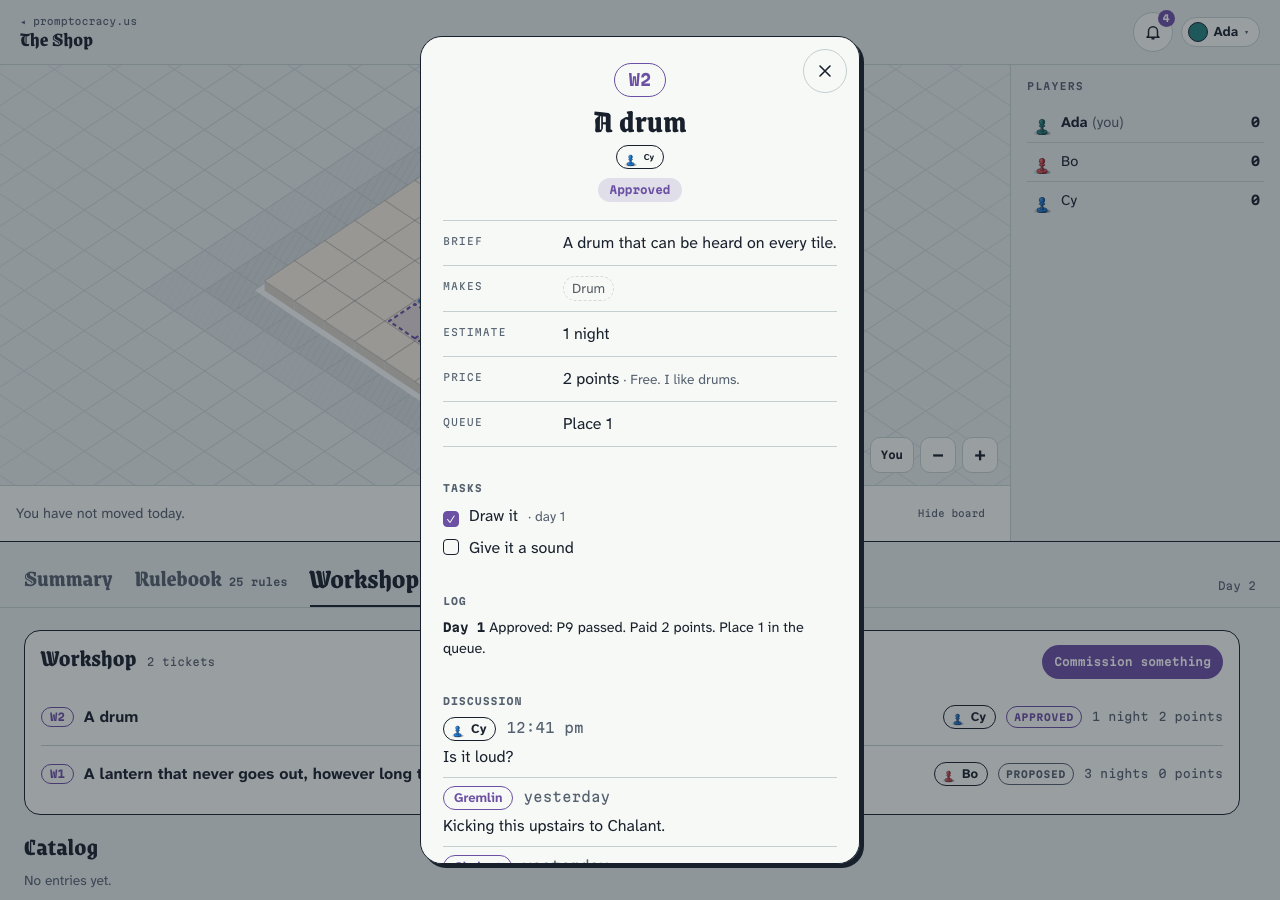 ◂ promptocracy.us
The Shop
4
Ada
PLAYERS
Ada (you) 0
Bo 0
Cy 0
You − +
You have not moved today.
Hide board
Summary
Rulebook 25 rules
Workshop
Day 2
Workshop 2 tickets
Commission something
W2 A drum
Cy APPROVED 1 night 2 points
W1 A lantern that never goes out, however long t
Bo PROPOSED 3 nights 0 points
Catalog
No entries yet.
W2
A drum
Cy
Approved
BRIEF A drum that can be heard on every tile.
MAKES Drum
ESTIMATE 1 night
PRICE 2 points · Free. I like drums.
QUEUE Place 1
TASKS
Draw it · day 1
Give it a sound
LOG
Day 1 Approved: P9 passed. Paid 2 points. Place 1 in the
queue.
DISCUSSION
Cy 12:41 pm
Is it loud?
Gremlin yesterday
Kicking this upstairs to Chalant.